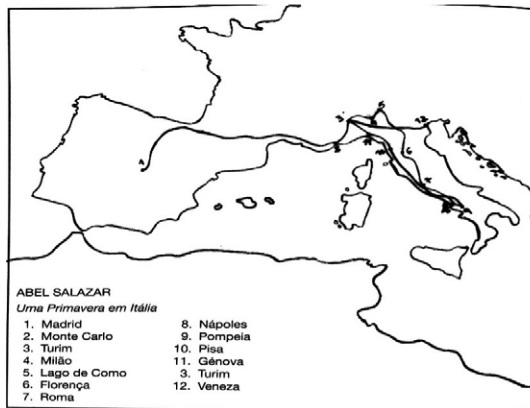 ABEL SALAZAR
Uma Primavera em Itália
1. Madrid
2. Monte Carlo
3. Turim
4. Milão
5. Lago de Como
6. Florença
7. Roma
8. Nápoles
9. Pompeia
10. Pisa
11. Génova
3. Turim
12. Veneza